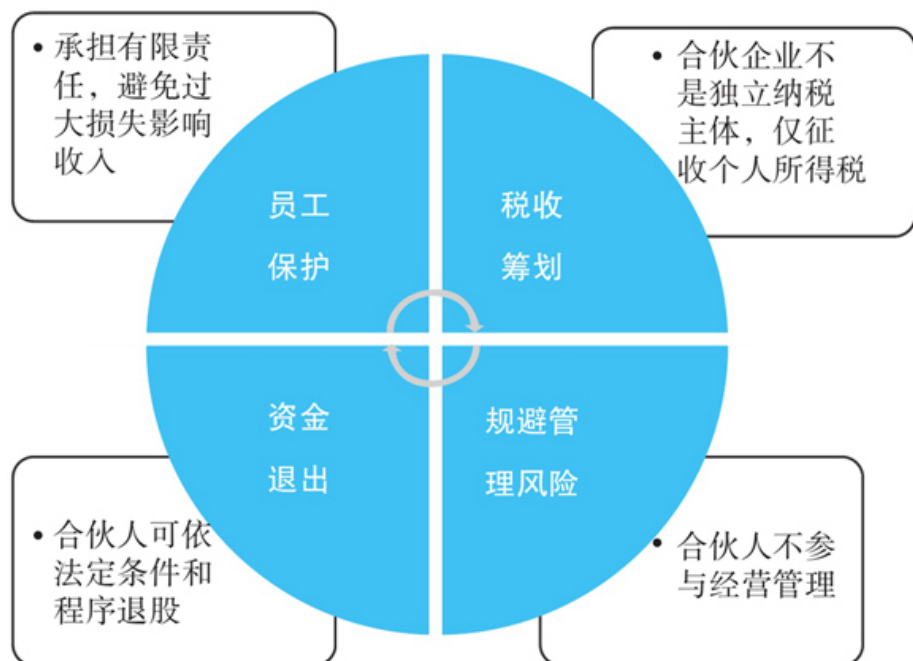 • 承担有限责
任，避免过
大损失影响
收入
• 合伙企业不
是独立纳税
主体，仅征
收个人所得税
员工
保护
税收
筹划
资金
退出
规避管
理风险
• 合伙人可依
法定条件和
程序退股
• 合伙人不参
与经营管理